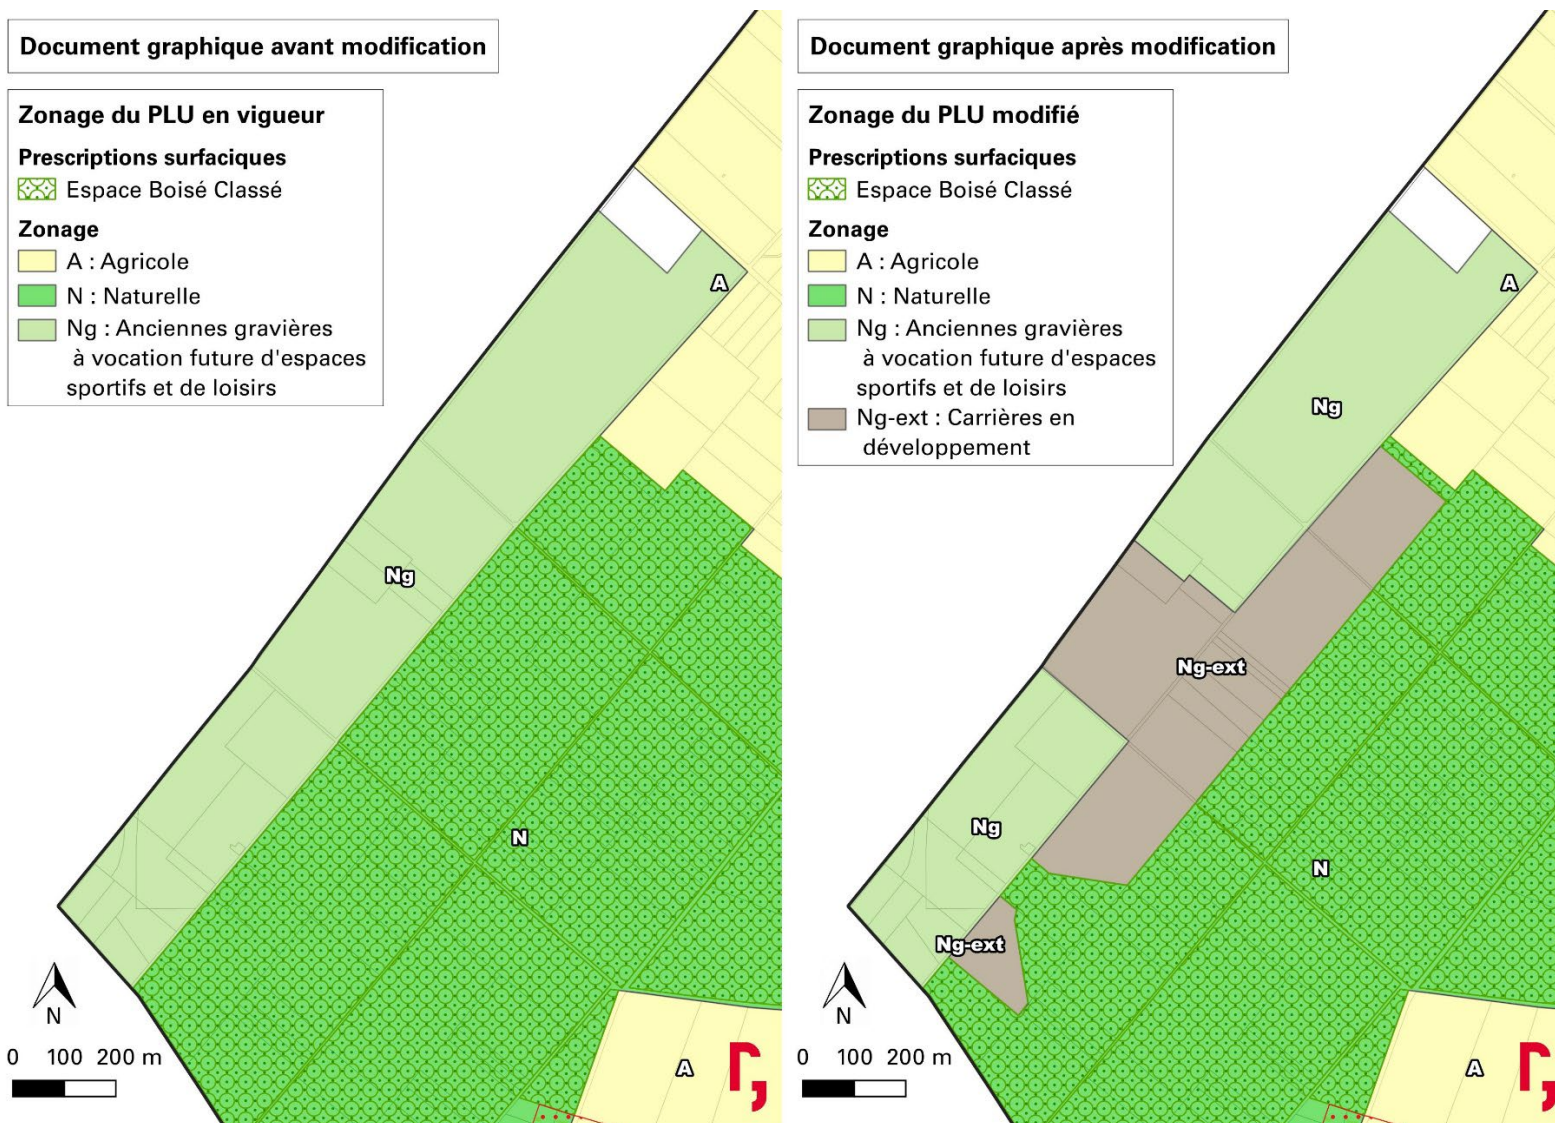 Document graphique avant modification
Zonage du PLU en vigueur
Prescriptions surfaciques
Espace Boisé Classé
Zonage
A : Agricole
N : Naturelle
Ng : Anciennes gravières
à vocation future d'espaces
sportifs et de loisirs
A
Ng
N
A
N
0 100 200 m
Document graphique après modification
Zonage du PLU modifié
Prescriptions surfaciques
Espace Boisé Classé
Zonage
A : Agricole
N : Naturelle
Ng : Anciennes gravières
à vocation future d'espaces
sportifs et de loisirs
Ng-ext : Carrières en
développement
A
Ng
Ng-ext
Ng
N
Ng-ext
A
N
0 100 200 m